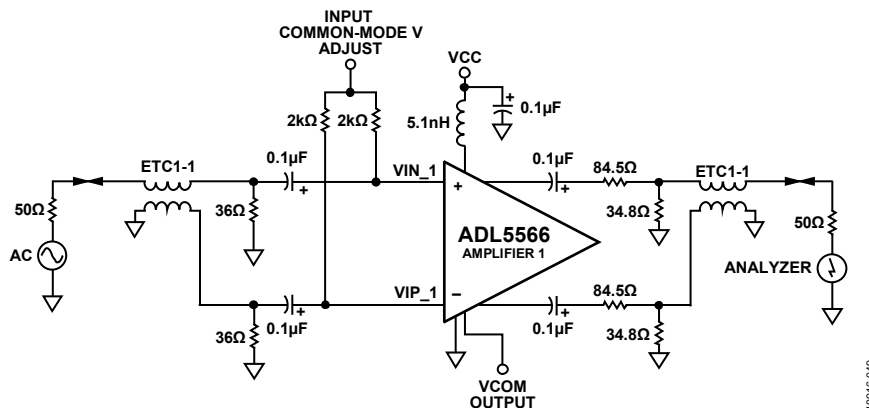 INPUT
COMMON-MODE V
ADJUST
VCC
0.1µF
2kΩ
2kΩ
5.1nH
ETC1-1
0.1µF
VIN_1
0.1µF
84.5Ω
ETC1-1
50Ω
36Ω
+
+
+
34.8Ω
50Ω
AC
ADL5566
AMPLIFIER 1
ANALYZER
VIP_1
−
84.5Ω
36Ω
+
0.1µF
+
0.1µF
34.8Ω
+
VCOM
OUTPUT